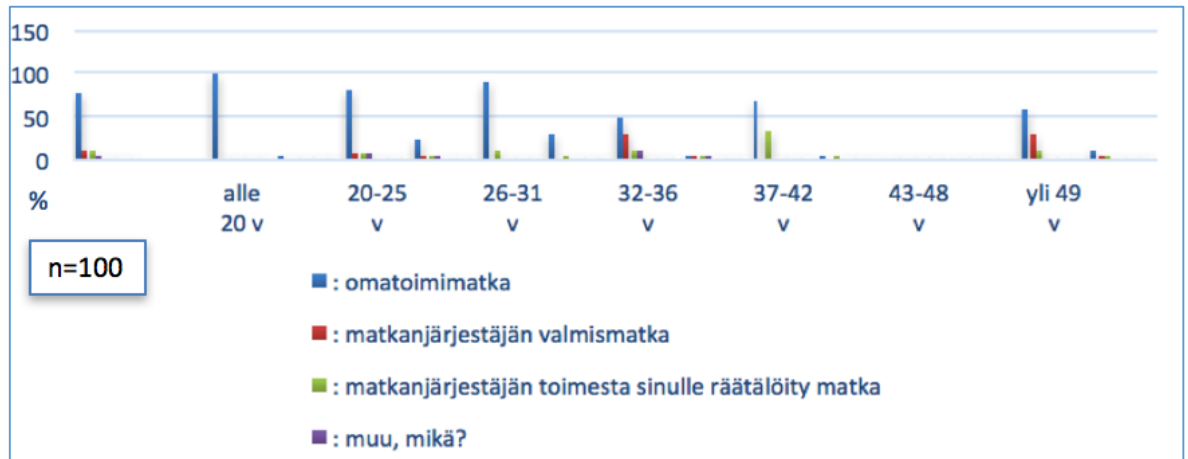 150
100
50
0
%
alle 20-25 26-31 32-36 37-42 43-48 yli 49
20 v v v v v v v
n=100
: omatoimimatka
: matkanjärjestäjän valmismatka
: matkanjärjestäjän toimesta sinulle räätälöity matka
: muu, mikä?